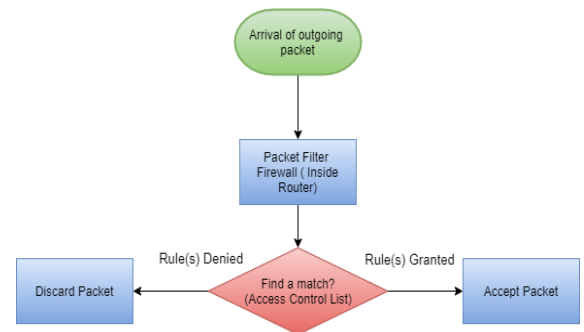 Arrival of outgoing
packet
Packet Filter
Firewall ( Inside
Router)
Rule(s) Denied
Rule(s) Granted
Discard Packet
Find a match?
(Access Control List)
Accept Packet